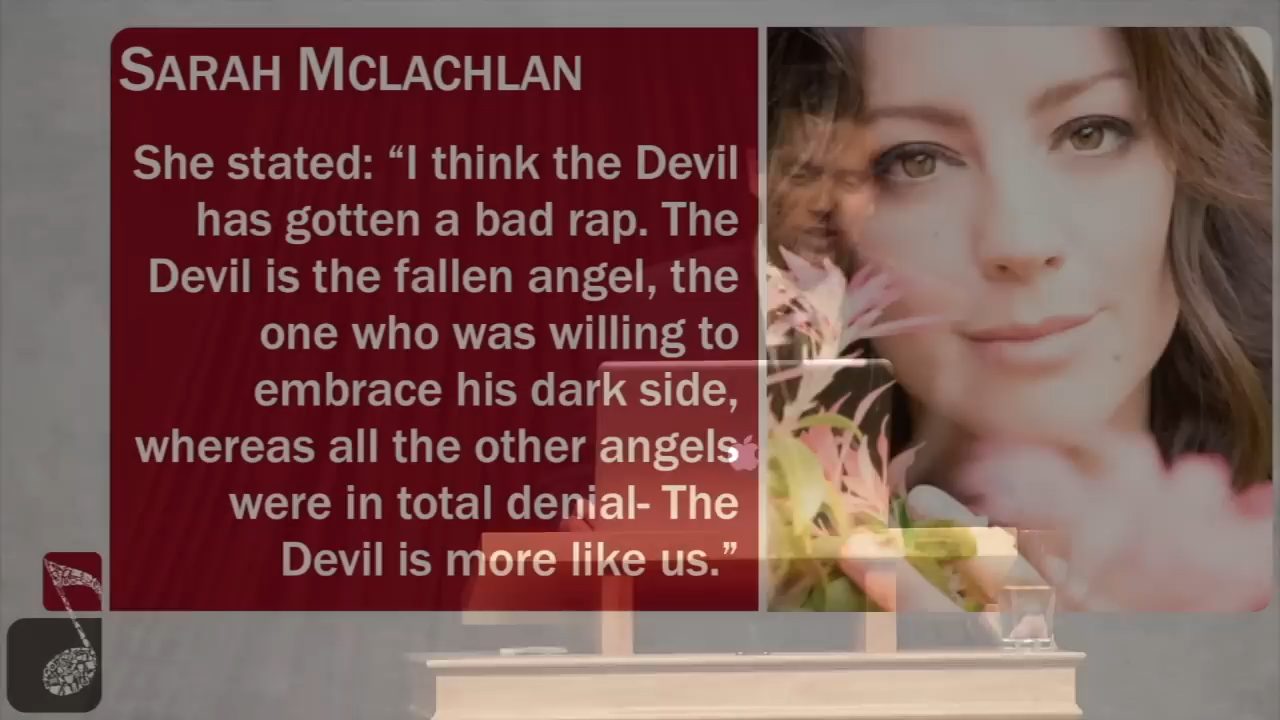 SARAH MCLACHLAN
She stated: “I think the Devil
has gotten a bad rap. The
Devil is the fallen angel, the
one who was willing to
embrace his dark side,
whereas all the other angels
were in total denial- The
Devil is more like us.”